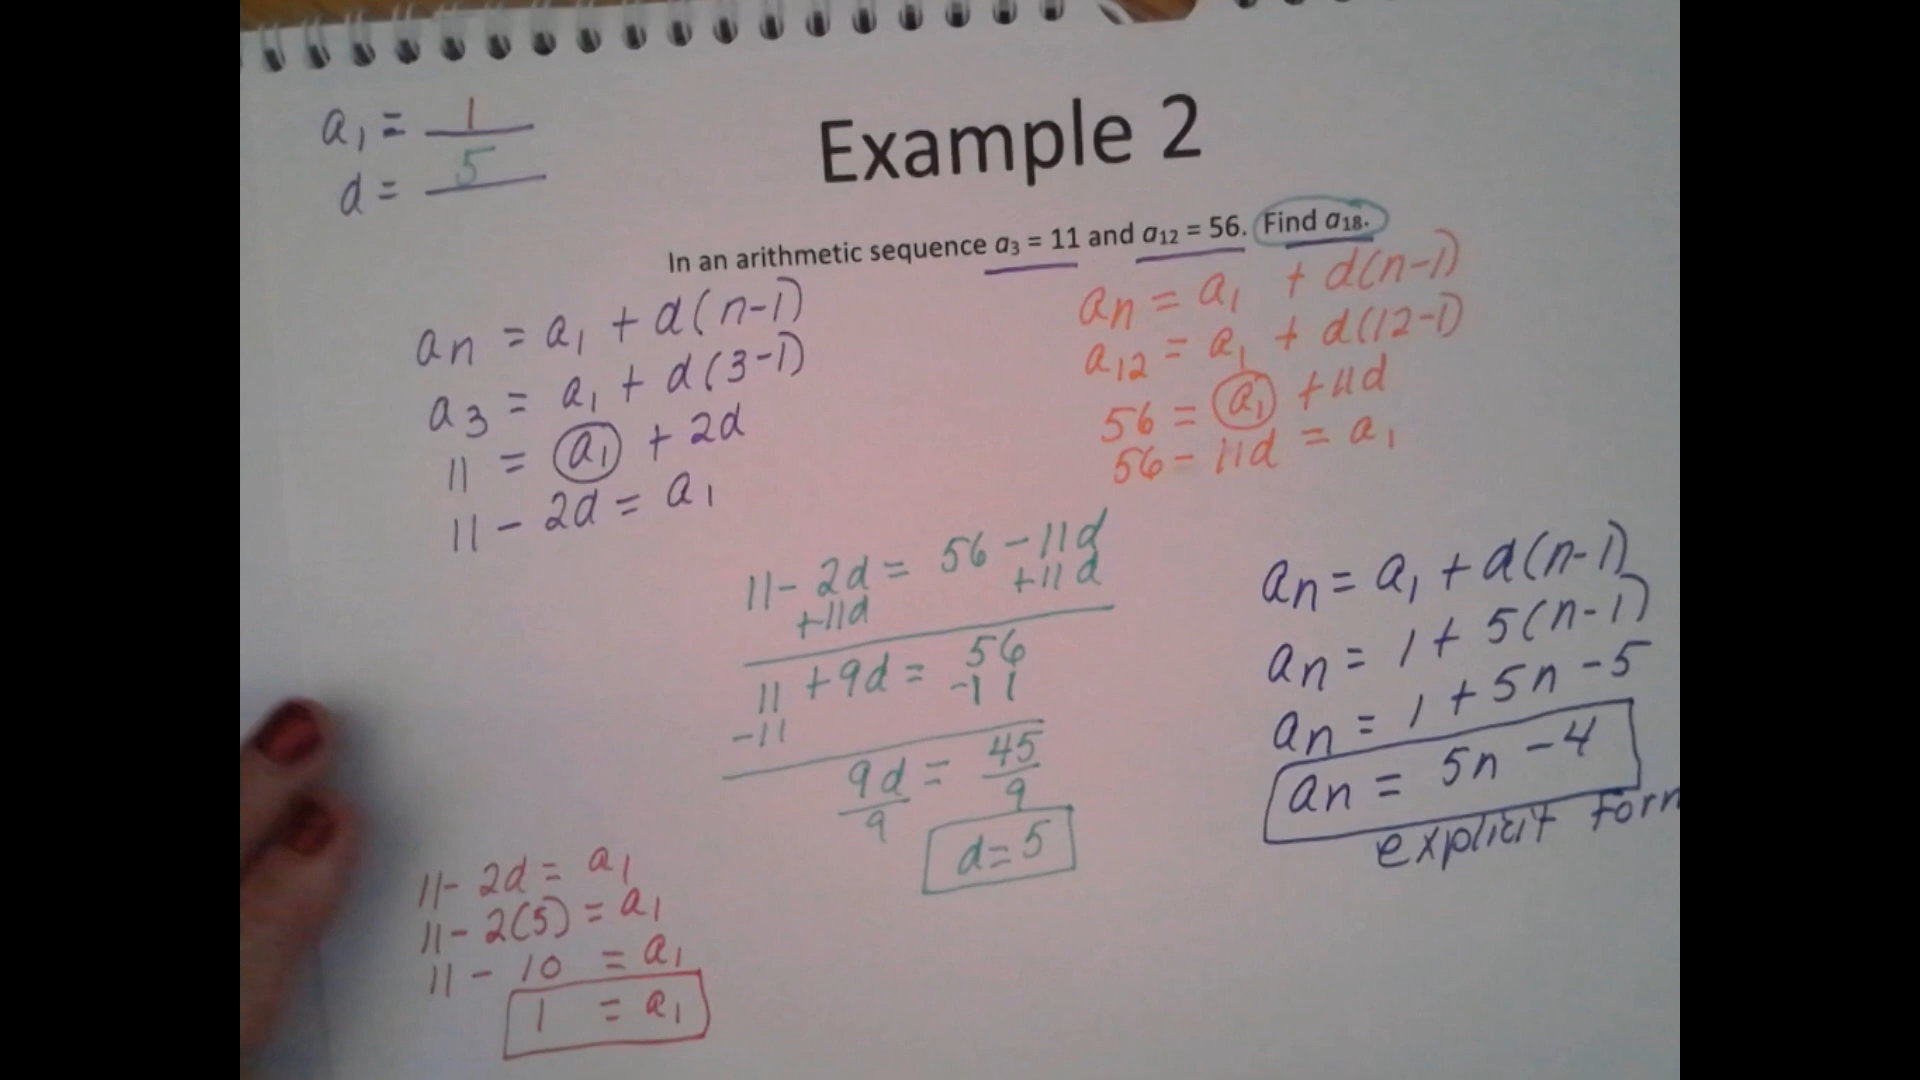 a₁ = 1
d = 5
Example 2
In an arithmetic sequence a₃ = 11 and a₁₂ = 56. Find a₁₈.
an = a₁ + d(n-1)
a₃ = a₁ + d(3-1)
11 = a₁ + 2d
11 - 2d = a₁
an = a₁ + d(n-1)
a₁₂ = a₁ + d(12-1)
56 = a₁ + 11d
56 - 11d = a₁
11 - 2d = 56 - 11d
+11d +11d
11 + 9d = 56
-11 -11
9d = 45
9 9
d = 5
11 - 2d = a₁
11 - 2(5) = a₁
11 - 10 = a₁
1 = a₁
an = a₁ + d(n-1)
an = 1 + 5(n-1)
an = 1 + 5n - 5
an = 5n - 4
explicit form